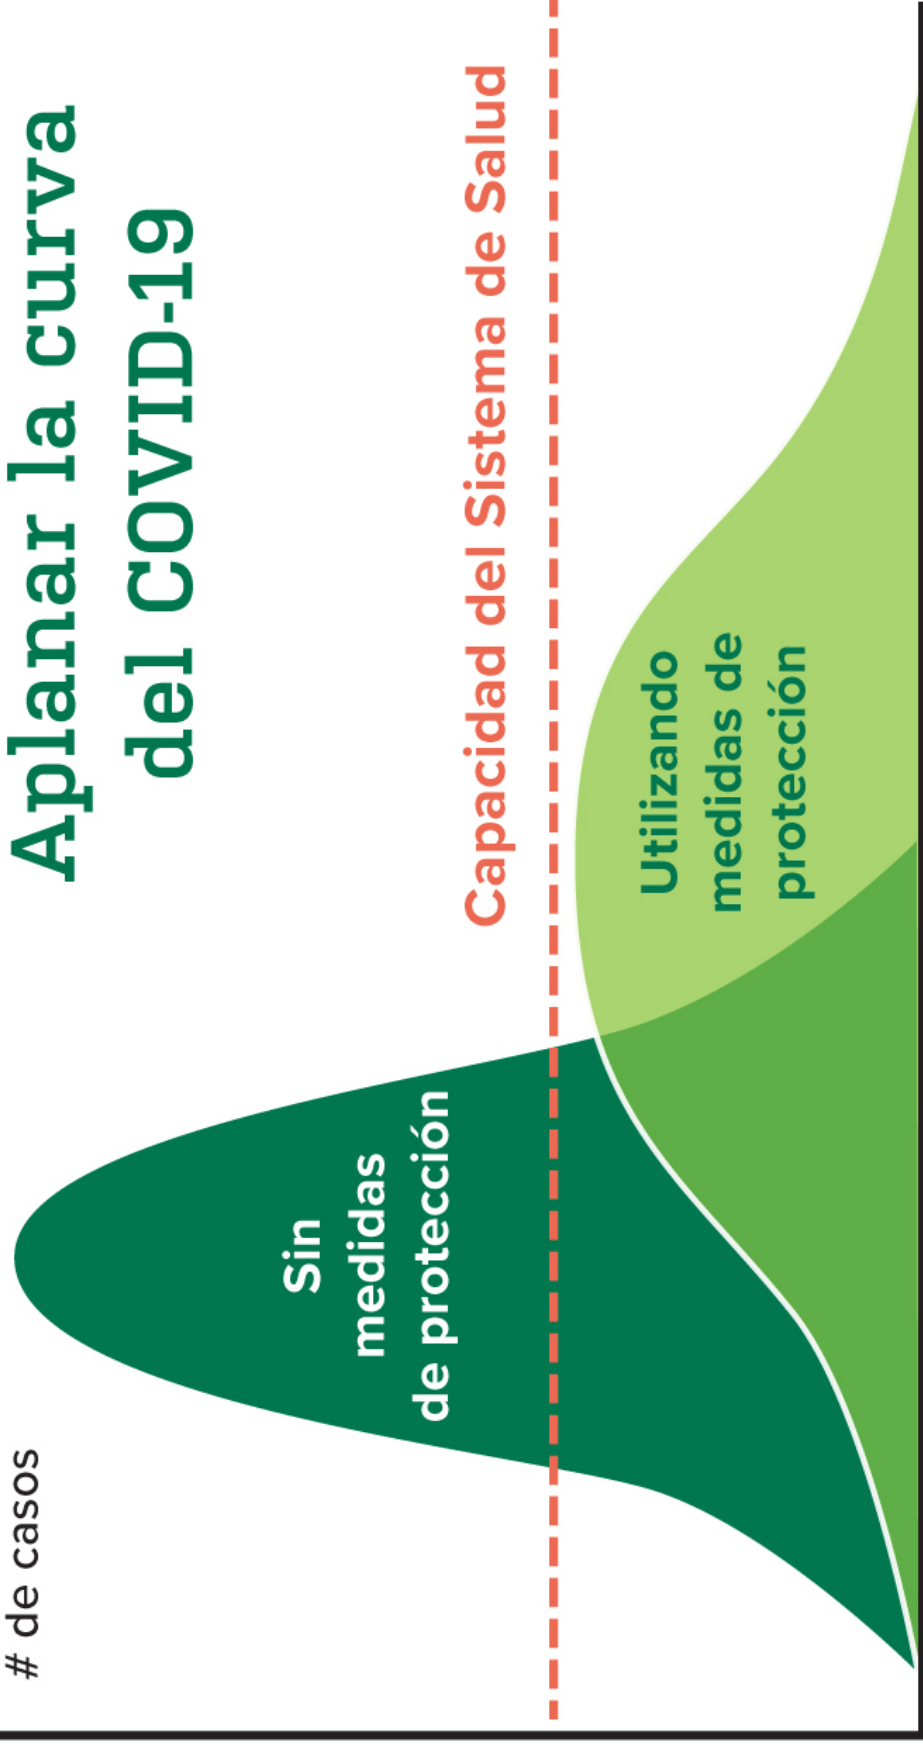 # de casos
Aplanar la curva
del COVID-19
Capacidad del Sistema de Salud
Sin
medidas
de protección
Utilizando
medidas de
protección